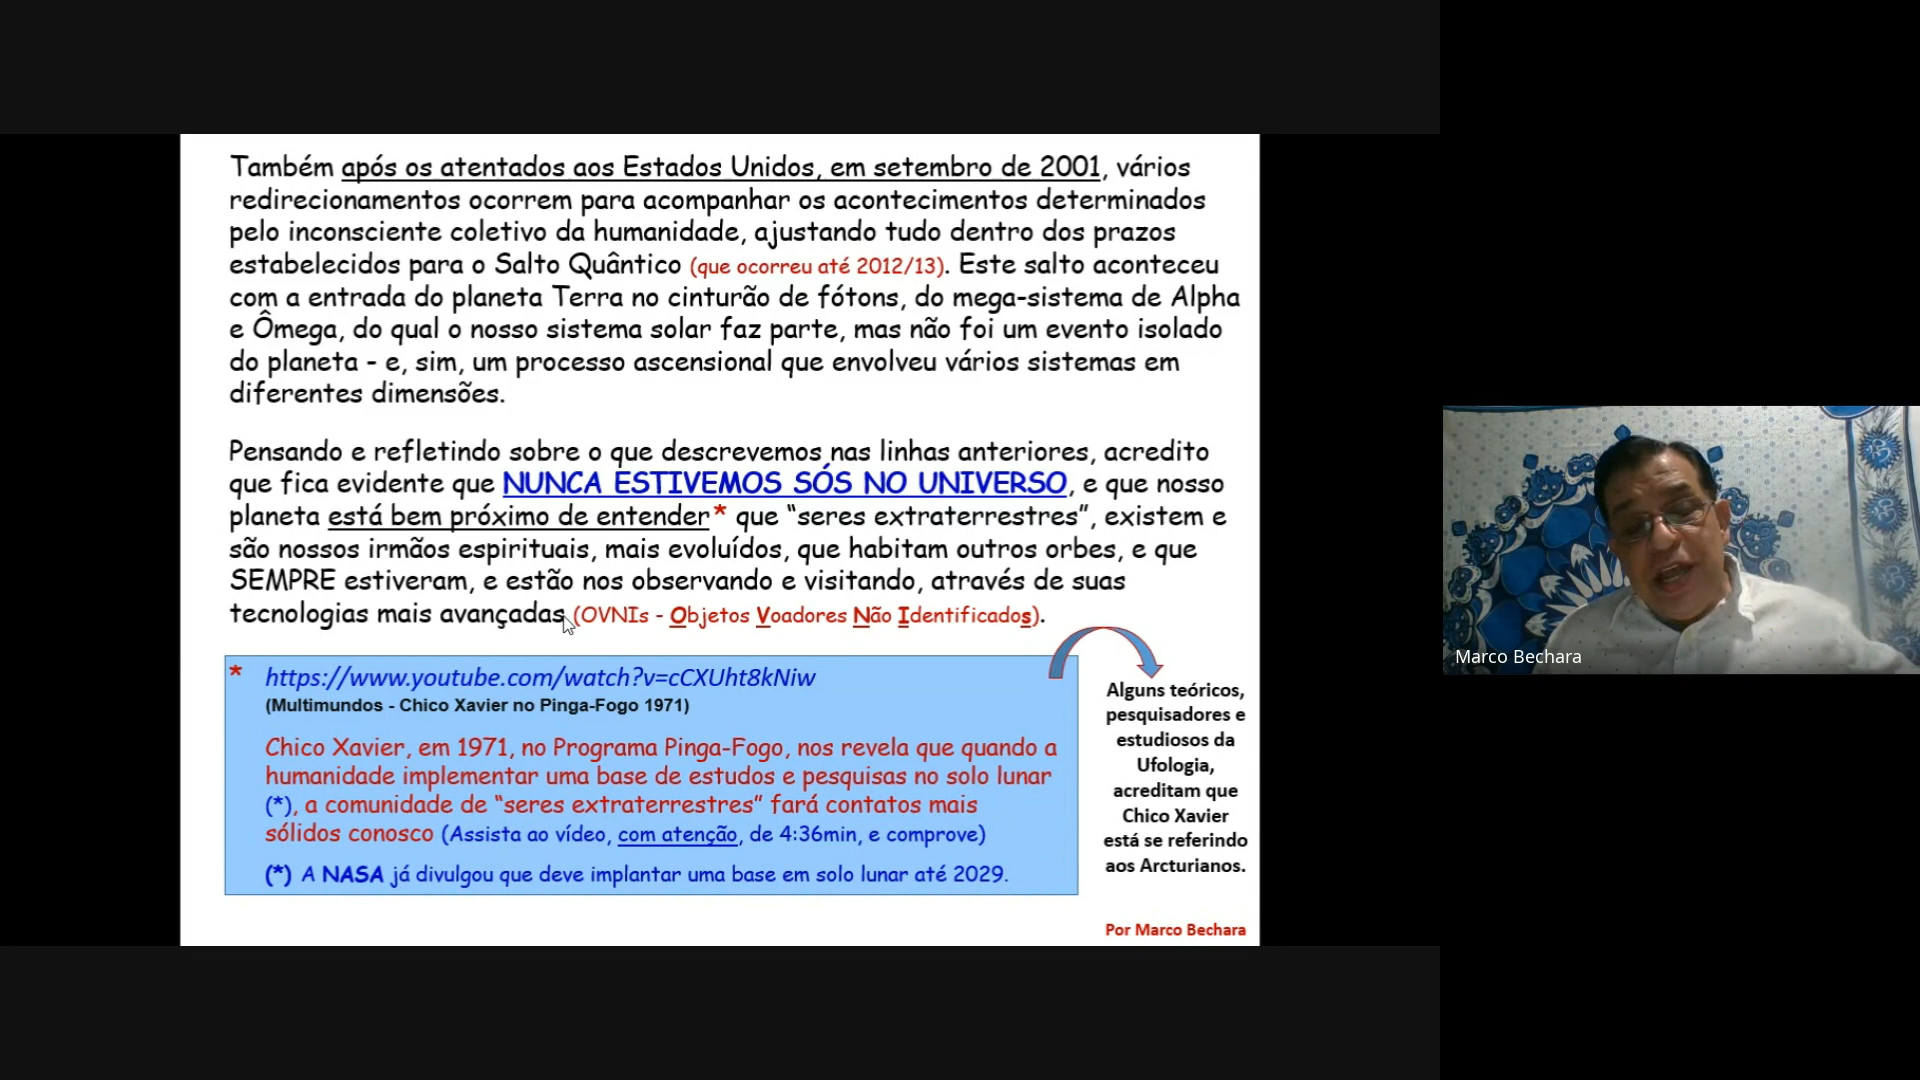 Também após os atentados aos Estados Unidos, em setembro de 2001, vários
redirecionamentos ocorrem para acompanhar os acontecimentos determinados
pelo inconsciente coletivo da humanidade, ajustando tudo dentro dos prazos
estabelecidos para o Salto Quântico (que ocorreu até 2012/13). Este salto aconteceu
com a entrada do planeta Terra no cinturão de fótons, do mega-sistema de Alpha
e Ômega, do qual o nosso sistema solar faz parte, mas não foi um evento isolado
do planeta - e, sim, um processo ascensional que envolveu vários sistemas em
diferentes dimensões.
Pensando e refletindo sobre o que descrevemos nas linhas anteriores, acredito
que fica evidente que NUNCA ESTIVEMOS SÓS NO UNIVERSO, e que nosso
planeta está bem próximo de entender* que “seres extraterrestres”, existem e
são nossos irmãos espirituais, mais evoluídos, que habitam outros orbes, e que
SEMPRE estiveram, e estão nos observando e visitando, através de suas
tecnologias mais avançadas (OVNIs - Objetos Voadores Não Identificados).
* https://www.youtube.com/watch?v=cCXUht8kNiw
(Multimundos - Chico Xavier no Pinga-Fogo 1971)
Chico Xavier, em 1971, no Programa Pinga-Fogo, nos revela que quando a
humanidade implementar uma base de estudos e pesquisas no solo lunar
(*), a comunidade de “seres extraterrestres” fará contatos mais
sólidos conosco (Assista ao vídeo, com atenção, de 4:36min, e comprove)
(*) A NASA já divulgou que deve implantar uma base em solo lunar até 2029.
Alguns teóricos,
pesquisadores e
estudiosos da
Ufologia,
acreditam que
Chico Xavier
está se referindo
aos Arcturianos.
Por Marco Bechara
Marco Bechara